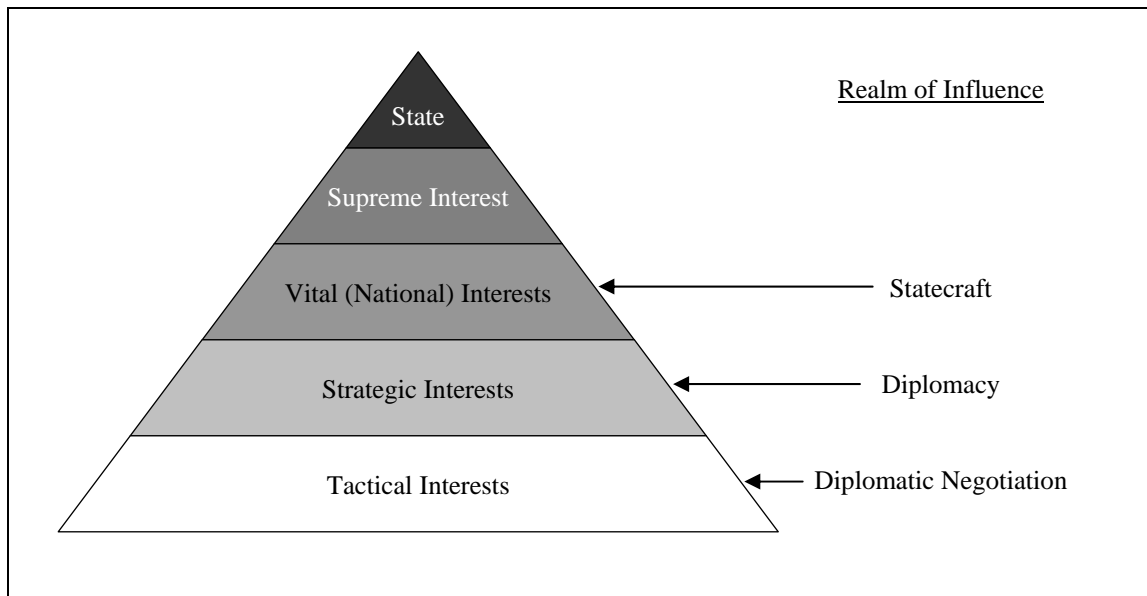 Realm of Influence
State
Supreme Interest
Vital (National) Interests
Statecraft
Strategic Interests
Diplomacy
Tactical Interests
Diplomatic Negotiation